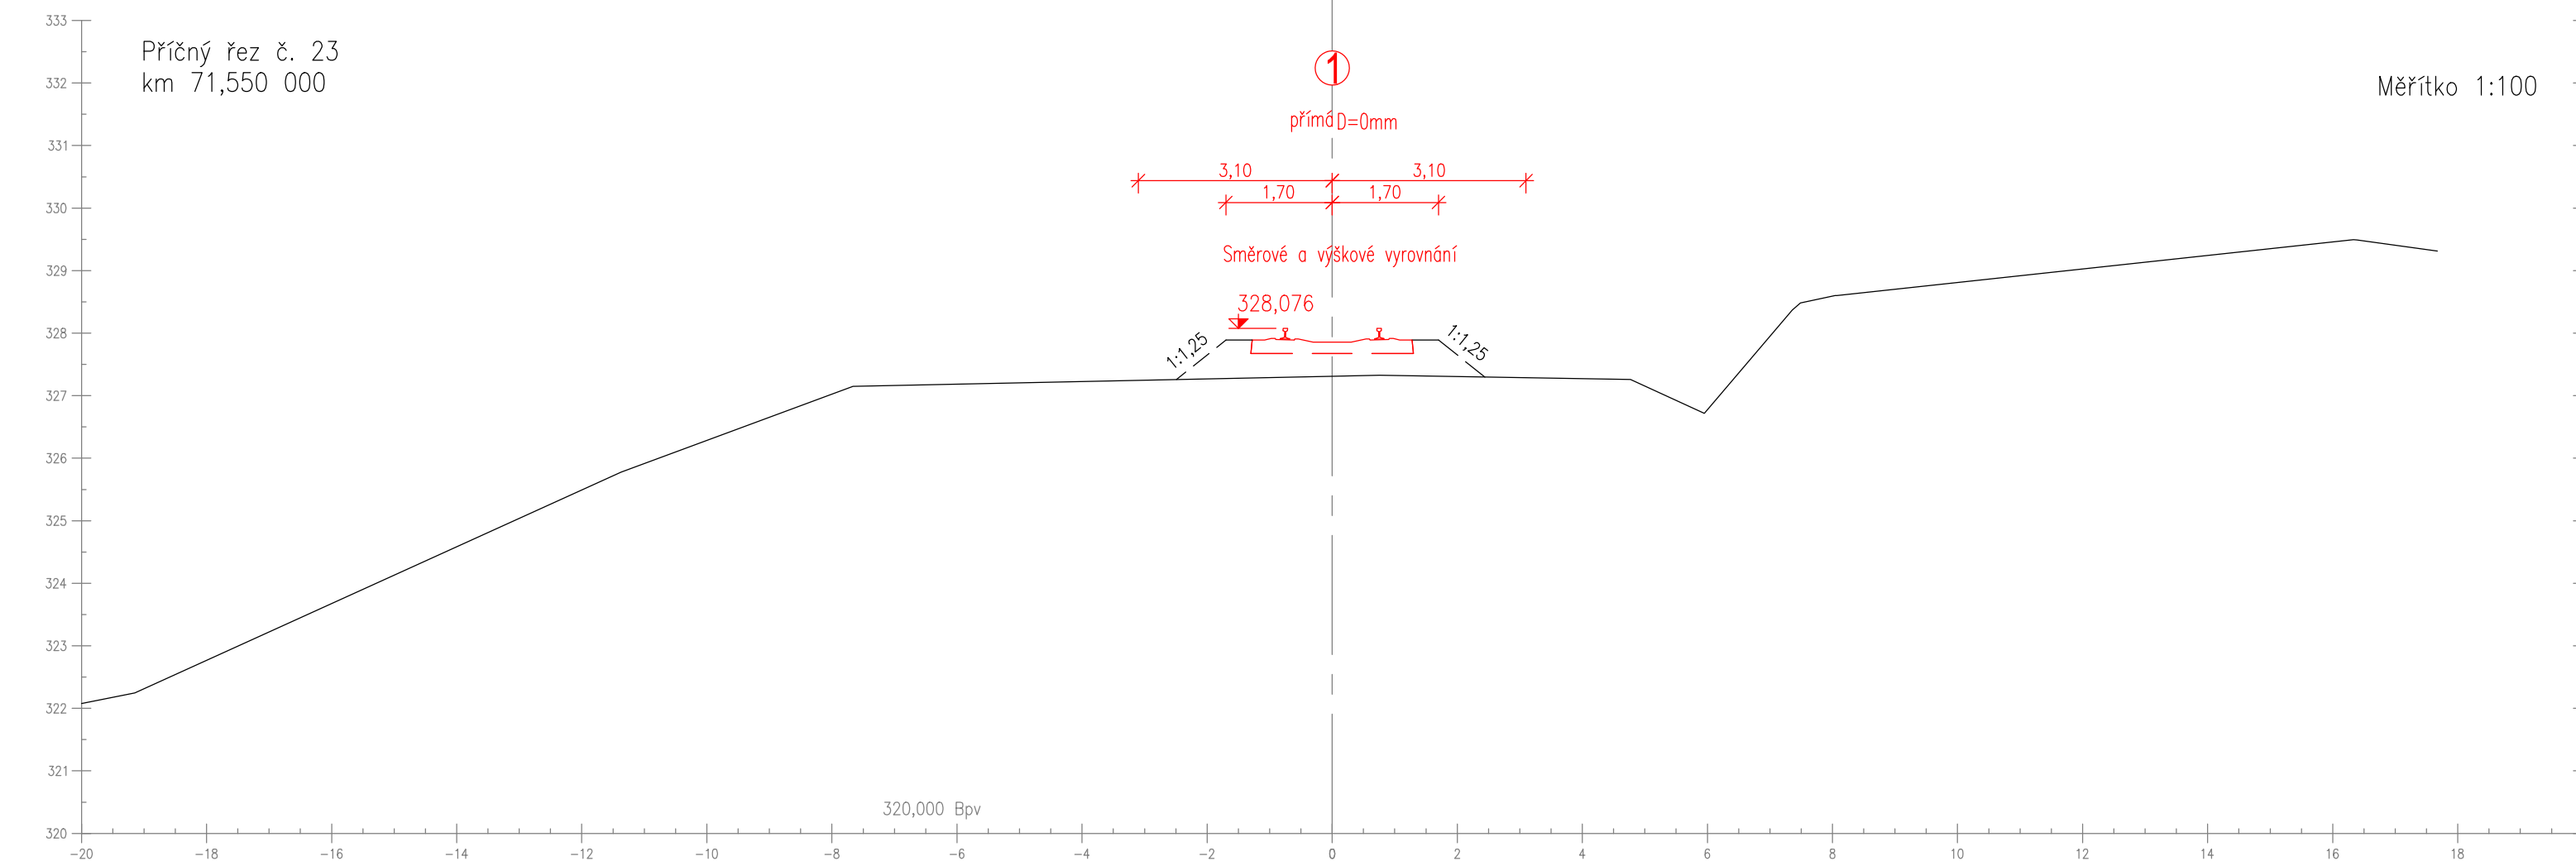 Příčný řez č. 23
km 71,550 000
Měřítko 1:100
1
přímá D=0mm
3,10 3,10
1,70 1,70
Směrové a výškové vyrovnání
328,076
1:1,25 1:1,25
333
332
331
330
329
328
327
326
325
324
323
322
321
320
320,000 Bpv
-20 -18 -16 -14 -12 -10 -8 -6 -4 -2 0 2 4 6 8 10 12 14 16 18